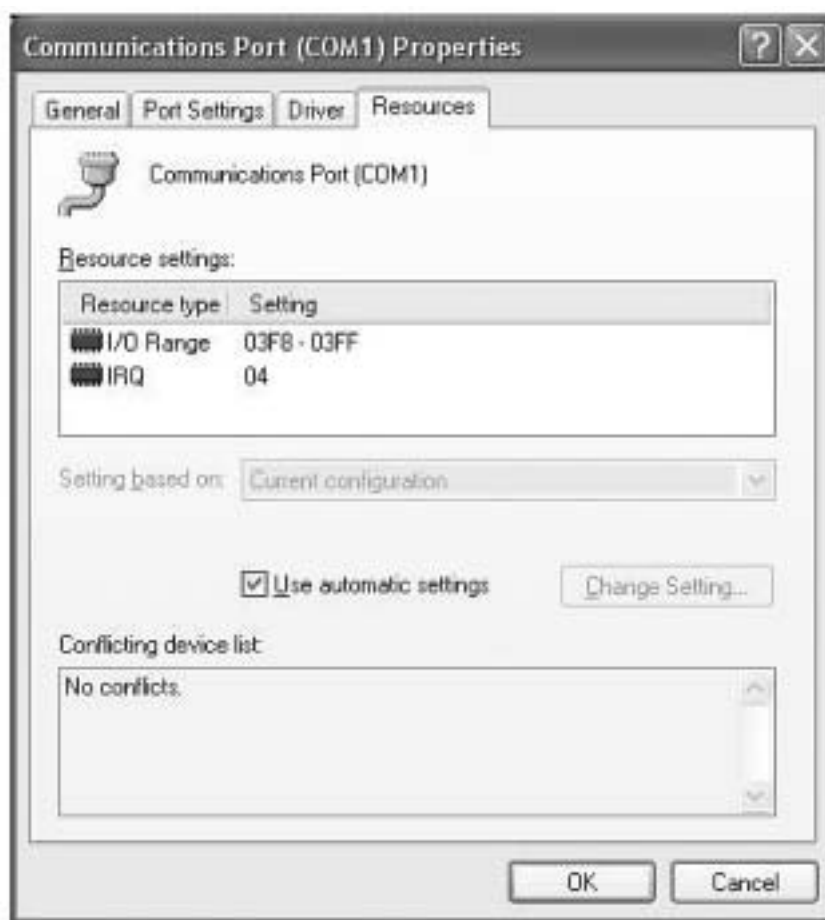 Communications Port (COM1) Properties
General Port Settings Driver Resources
Communications Port (COM1)
Resource settings:
Resource type Setting
I/O Range 03F8 - 03FF
IRQ 04
Setting based on: Current configuration
Use automatic settings Change Setting...
Conflicting device list:
No conflicts.
OK Cancel